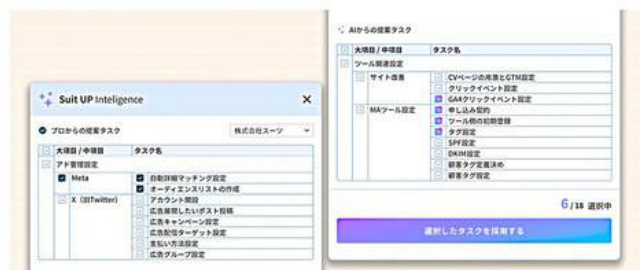 Suit UP Inteligence
プロからの提案タスク
株式会社スーツ
大項目/中項目 タスク名
アド管理設定
Meta 自動詳細マッチング設定
オーディエンスリストの作成
X（旧Twitter） アカウント開設
広告展開したいポスト投稿
広告キャンペーン設定
広告配信ターゲット設定
支払い方法設定
広告グループ設定
AIからの提案タスク
大項目/中項目 タスク名
ツール関連設定
サイト改善 CVページの用意とGTM設定
クリックイベント設定
GA4クリックイベント設定
MAツール設定 申し込み契約
ツール側の初期登録
タグ設定
SPF設定
DKIM設定
顧客タグ定義決め
顧客タグ設定
6/18 選択中
選択したタスクを採用する